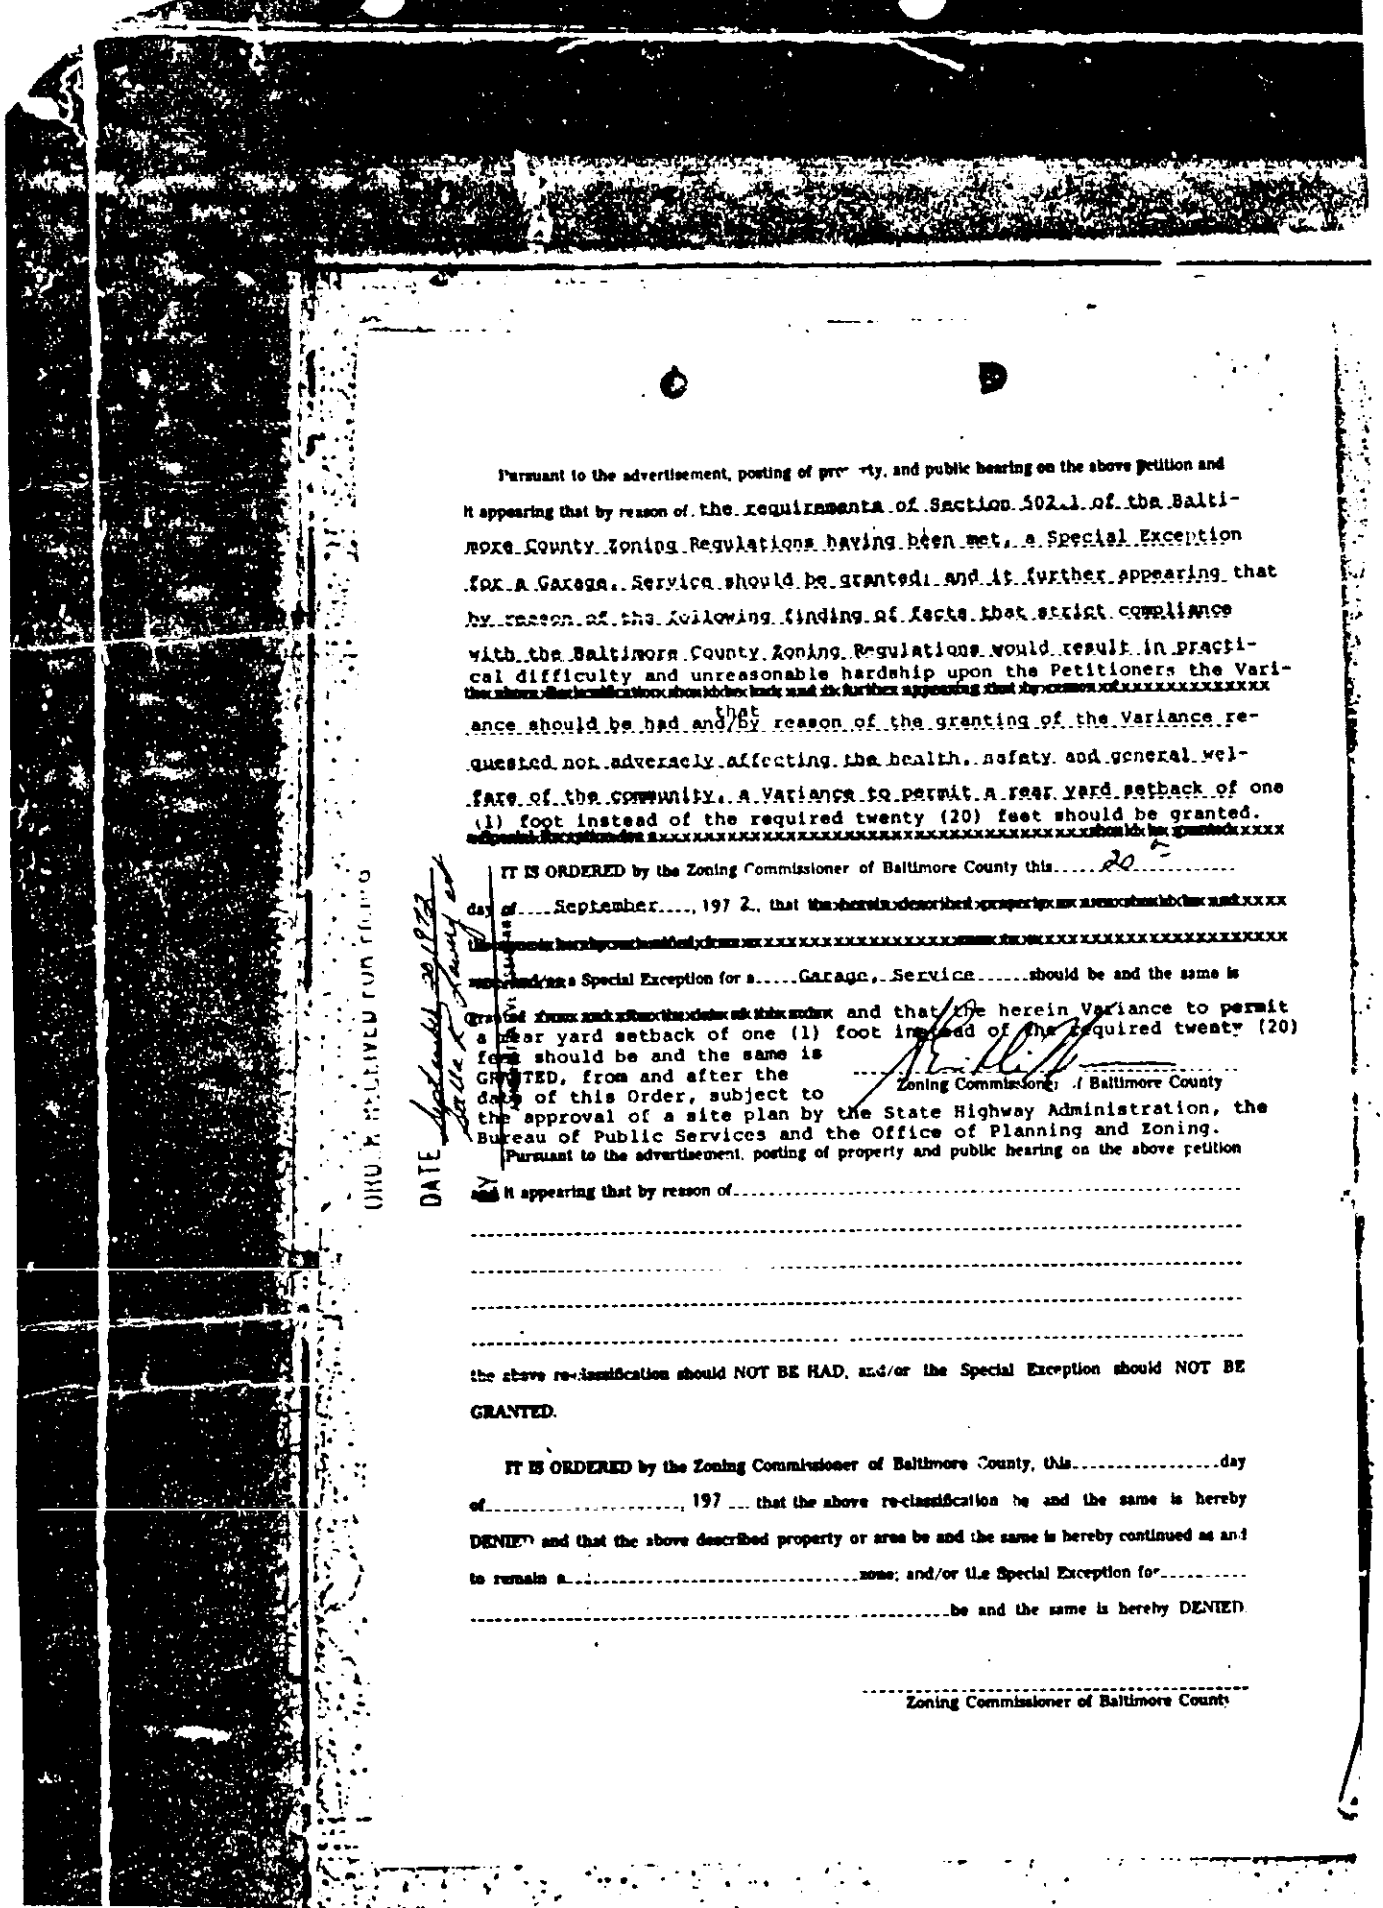 Pursuant to the advertisement, posting of property, and public hearing on the above petition and
it appearing that by reason of the requirements of Section 502.1 of the Balti-
more County Zoning Regulations having been met, a Special Exception
for a Garage, Service should be granted; and it further appearing that
by reason of the following finding of facts that strict compliance
with the Baltimore County Zoning Regulations would result in practi-
cal difficulty and unreasonable hardship upon the Petitioners the Vari-
that
ance should be had and/by reason of the granting of the Variance re-
quested not adversely affecting the health, safety and general wel-
fare of the community, a Variance to permit a rear yard setback of one
(1) foot instead of the required twenty (20) feet should be granted.
IT IS ORDERED by the Zoning Commissioner of Baltimore County this 20
day of September, 197 2, that
a Special Exception for a Garage, Service should be and the same is
granted and that the herein Variance to permit
a rear yard setback of one (1) foot instead of the required twenty (20)
feet should be and the same is
GRANTED, from and after the
date of this Order, subject to
Zoning Commissioner of Baltimore County
the approval of a site plan by the State Highway Administration, the
Bureau of Public Services and the Office of Planning and Zoning.
Pursuant to the advertisement, posting of property and public hearing on the above petition
and it appearing that by reason of
the above re-classification should NOT BE HAD, and/or the Special Exception should NOT BE
GRANTED.
IT IS ORDERED by the Zoning Commissioner of Baltimore County, this day
of , 197 that the above re-classification be and the same is hereby
DENIED and that the above described property or area be and the same is hereby continued as and
to remain a zone; and/or the Special Exception for
be and the same is hereby DENIED
Zoning Commissioner of Baltimore County
RECEIVED FOR FILING
DATE September 20, 1972